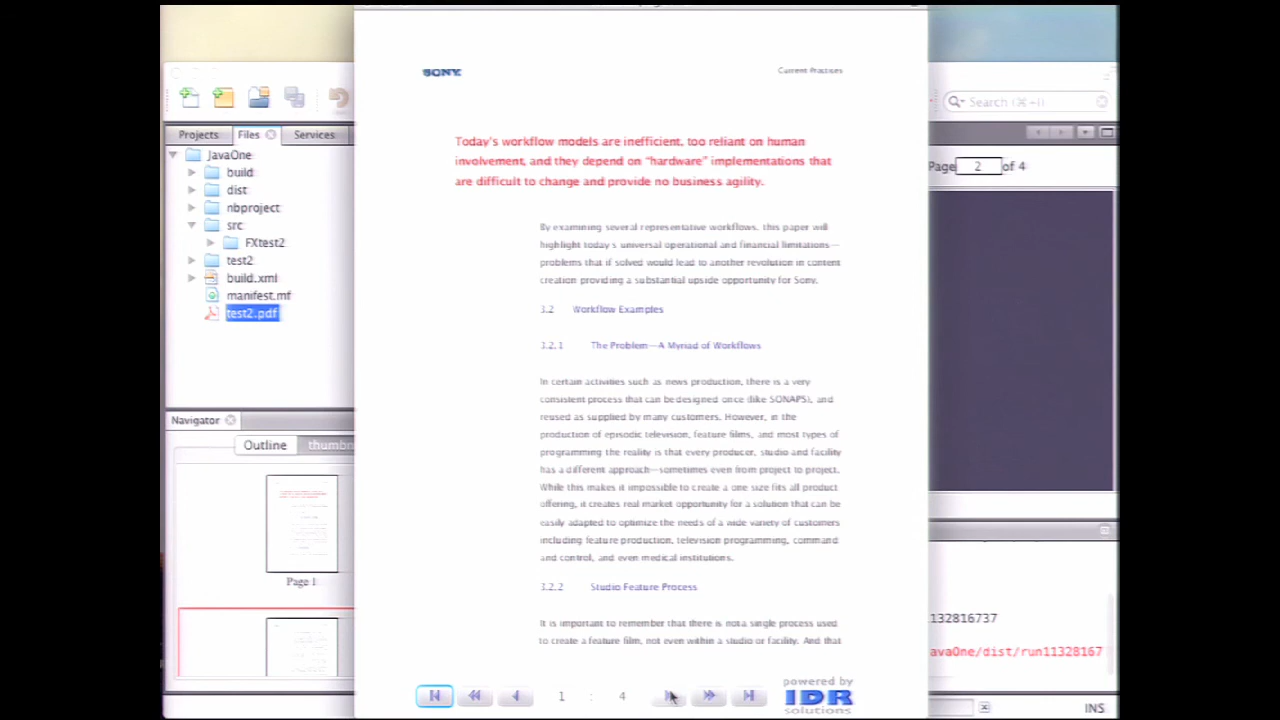 SONY
Current Practices
Today's workflow models are inefficient, too reliant on human
involvement, and they depend on "hardware" implementations that
are difficult to change and provide no business agility.
By examining several representative workflows, this paper will
highlight today s universal operational and financial limitations—
problems that if solved would lead to another revolution in content
creation providing a substantial upside opportunity for Sony.
3.2 Workflow Examples
3.2.1 The Problem—A Myriad of Workflows
In certain activities such as news production, there is a very
consistent process that can be designed once (like SONAPS), and
reused as supplied by many customers. However, in the
production of episodic television, feature films, and most types of
programming the reality is that every producer, studio and facility
has a different approach—sometimes even from project to project.
While this makes it impossible to create a one size fits all product
offering, it creates real market opportunity for a solution that can be
easily adapted to optimize the needs of a wide variety of customers
including feature production, television programming, command
and control, and even medical institutions.
3.2.2 Studio Feature Process
It is important to remember that there is not a single process used
to create a feature film, not even within a studio or facility. And that
1 : 4
powered by
IDR
solutions
Projects Files Services
JavaOne
build
dist
nbproject
src
FXtest2
test2
build.xml
manifest.mf
test2.pdf
Navigator
Outline thumbn
Page 1
Search (⌘+I)
Page 2 of 4
132816737
avaOne/dist/run11328167
INS